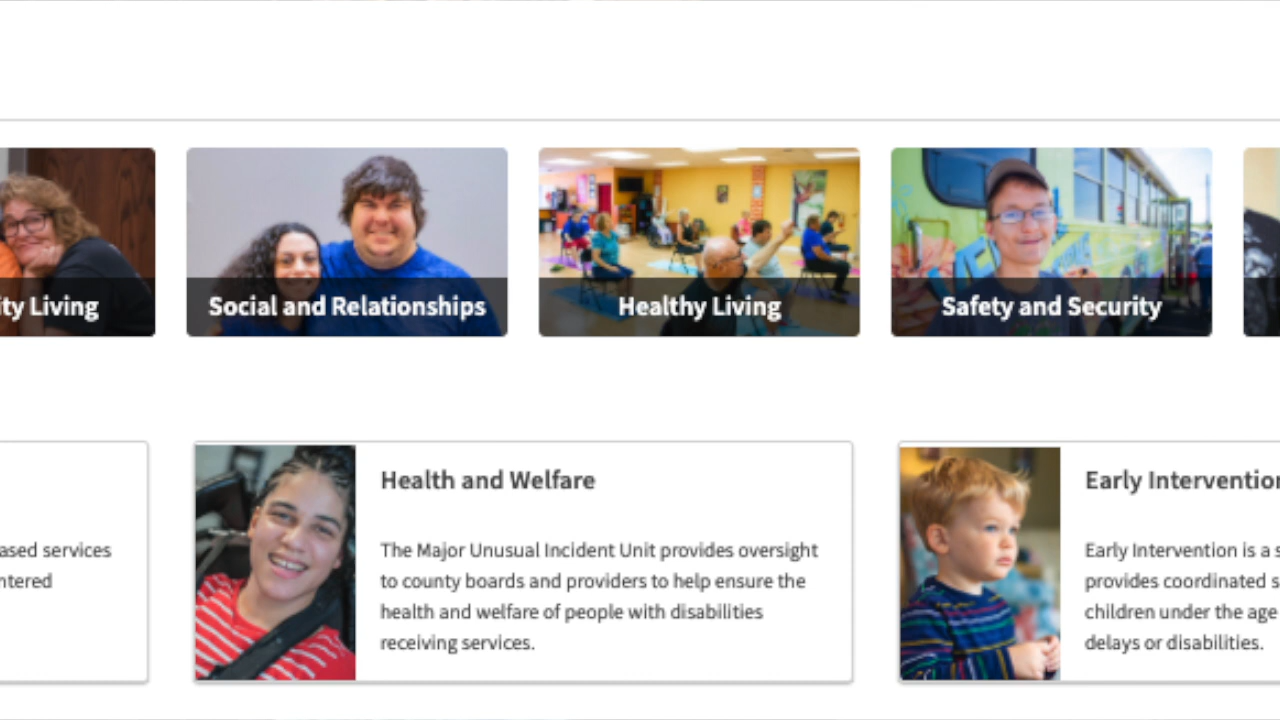 ity Living
Social and Relationships
Healthy Living
Safety and Security
ased services
ntered
Health and Welfare
The Major Unusual Incident Unit provides oversight
to county boards and providers to help ensure the
health and welfare of people with disabilities
receiving services.
Early Intervention
Early Intervention is a s
provides coordinated s
children under the age
delays or disabilities.